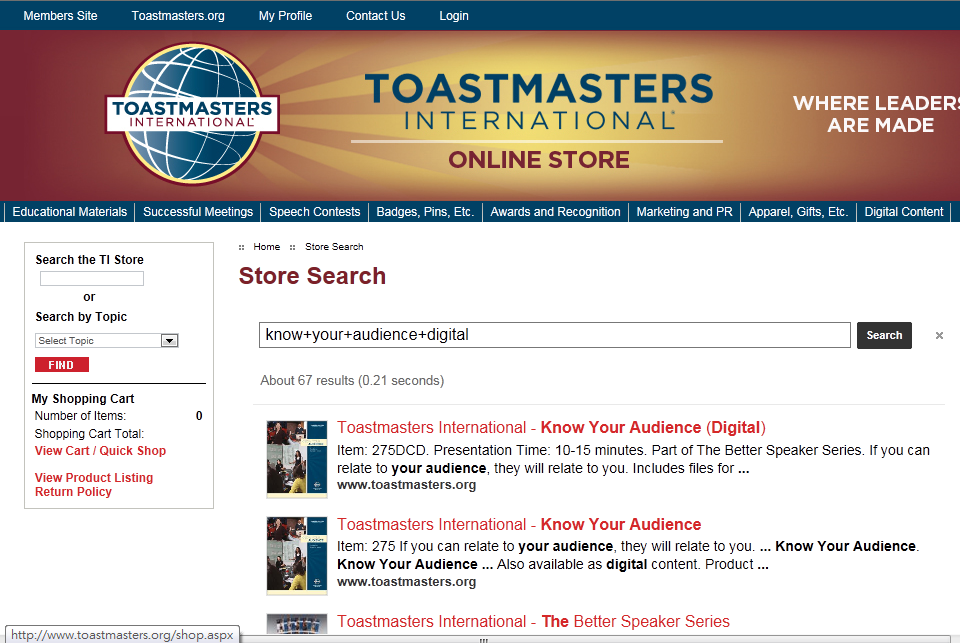 Members Site Toastmasters.org My Profile Contact Us Login
TOASTMASTERS
INTERNATIONAL
TOASTMASTERS
INTERNATIONAL
ONLINE STORE
WHERE LEADERS
ARE MADE
Educational Materials Successful Meetings Speech Contests Badges, Pins, Etc. Awards and Recognition Marketing and PR Apparel, Gifts, Etc. Digital Content
Search the TI Store
or
Search by Topic
Select Topic
FIND
My Shopping Cart
Number of Items: 0
Shopping Cart Total:
View Cart / Quick Shop
View Product Listing
Return Policy
:: Home :: Store Search
Store Search
know+your+audience+digital Search ×
About 67 results (0.21 seconds)
Toastmasters International - Know Your Audience (Digital)
Item: 275DCD. Presentation Time: 10-15 minutes. Part of The Better Speaker Series. If you can
relate to your audience, they will relate to you. Includes files for ...
www.toastmasters.org
Toastmasters International - Know Your Audience
Item: 275 If you can relate to your audience, they will relate to you. ... Know Your Audience.
Know Your Audience ... Also available as digital content. Product ...
www.toastmasters.org
Toastmasters International - The Better Speaker Series
http://www.toastmasters.org/shop.aspx